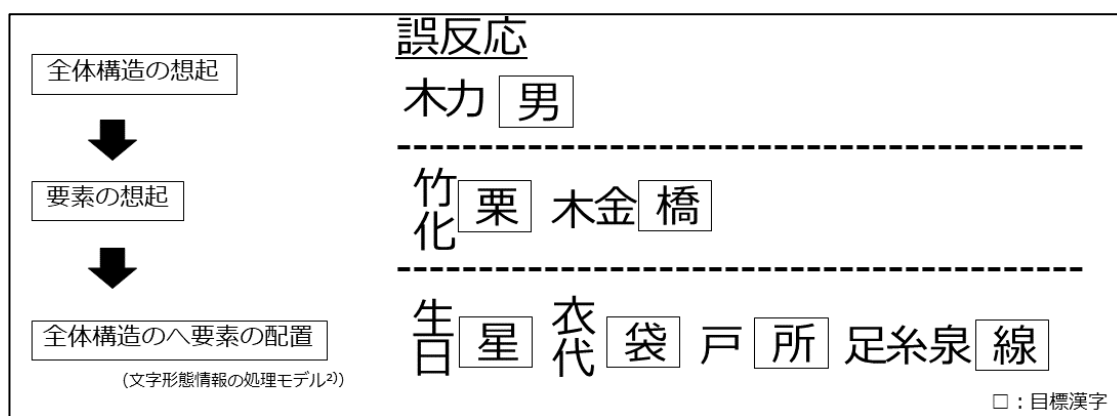 誤反応
全体構造の想起
木力 男
要素の想起
竹化 栗 木金 橋
全体構造のへ要素の配置
生日 星 衣代 袋 戸 所 足糸泉 線
(文字形態情報の処理モデル²⁾)
□：目標漢字